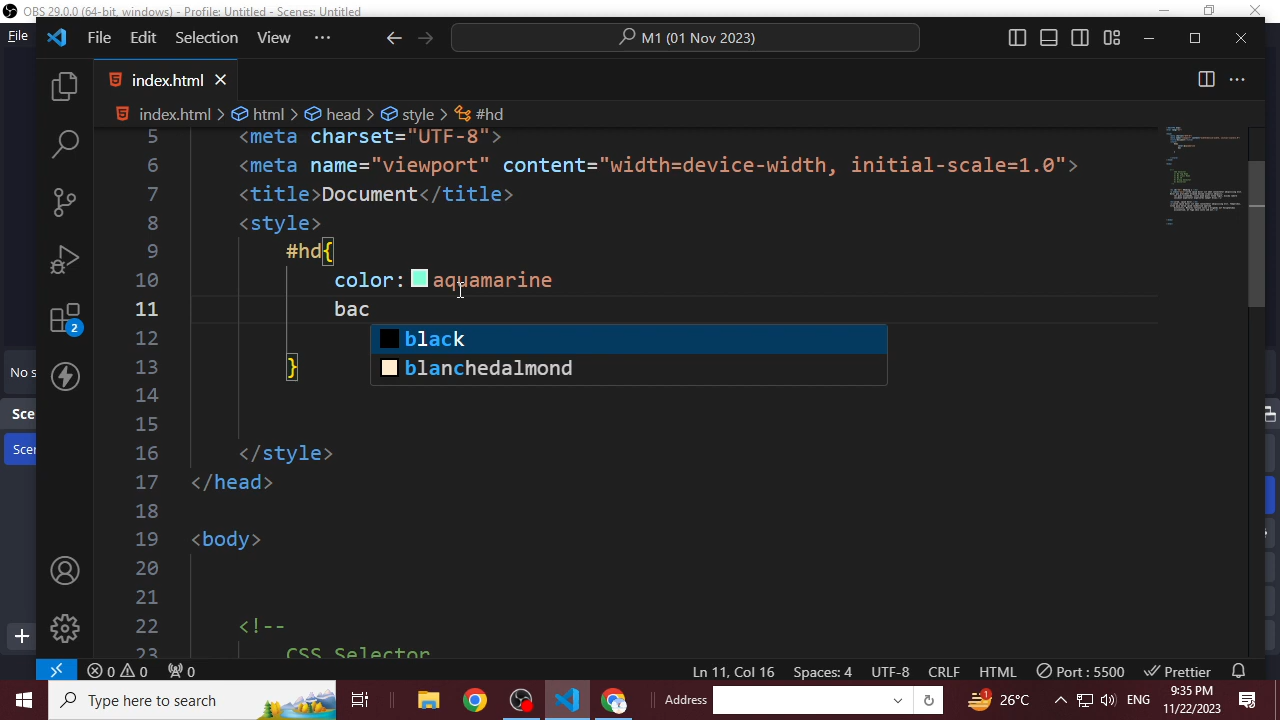 OBS 29.0.0 (64-bit, windows) - Profile: Untitled - Scenes: Untitled
File
File Edit Selection View ··· M1 (01 Nov 2023)
index.html
index.html > html > head > style > #hd
5 <meta charset="UTF-8">
6 <meta name="viewport" content="width=device-width, initial-scale=1.0">
7 <title>Document</title>
8 <style>
9 #hd{
10 color: aquamarine
11 bac
12 black
13 } blanchedalmond
14
15
16 </style>
17 </head>
18
19 <body>
20
21
22 <!--
23 CSS Selector
2
No s
Sce
Scen
0 0 0 Ln 11, Col 16 Spaces: 4 UTF-8 CRLF HTML Port : 5500 Prettier
Type here to search Address 1 26°C ENG 9:35 PM
11/22/2023